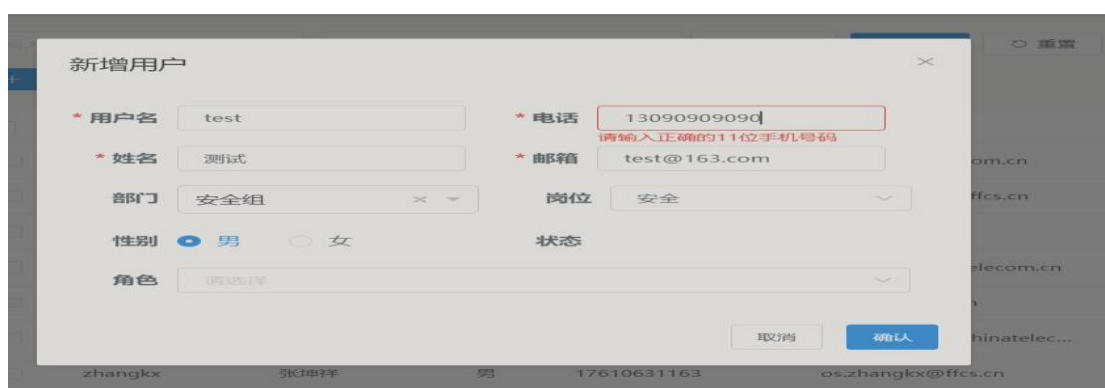 重置
新增用户
* 用户名 test * 电话 13090909090
请输入正确的11位手机号码
* 姓名 测试 * 邮箱 test@163.com
om.cn
部门 安全组 岗位 安全
ffcs.cn
性别 男 女 状态
elecom.cn
角色 请选择
取消 确认
hinatelec...
zhangkx 张坤祥 男 17610631163 os.zhangkx@ffcs.cn